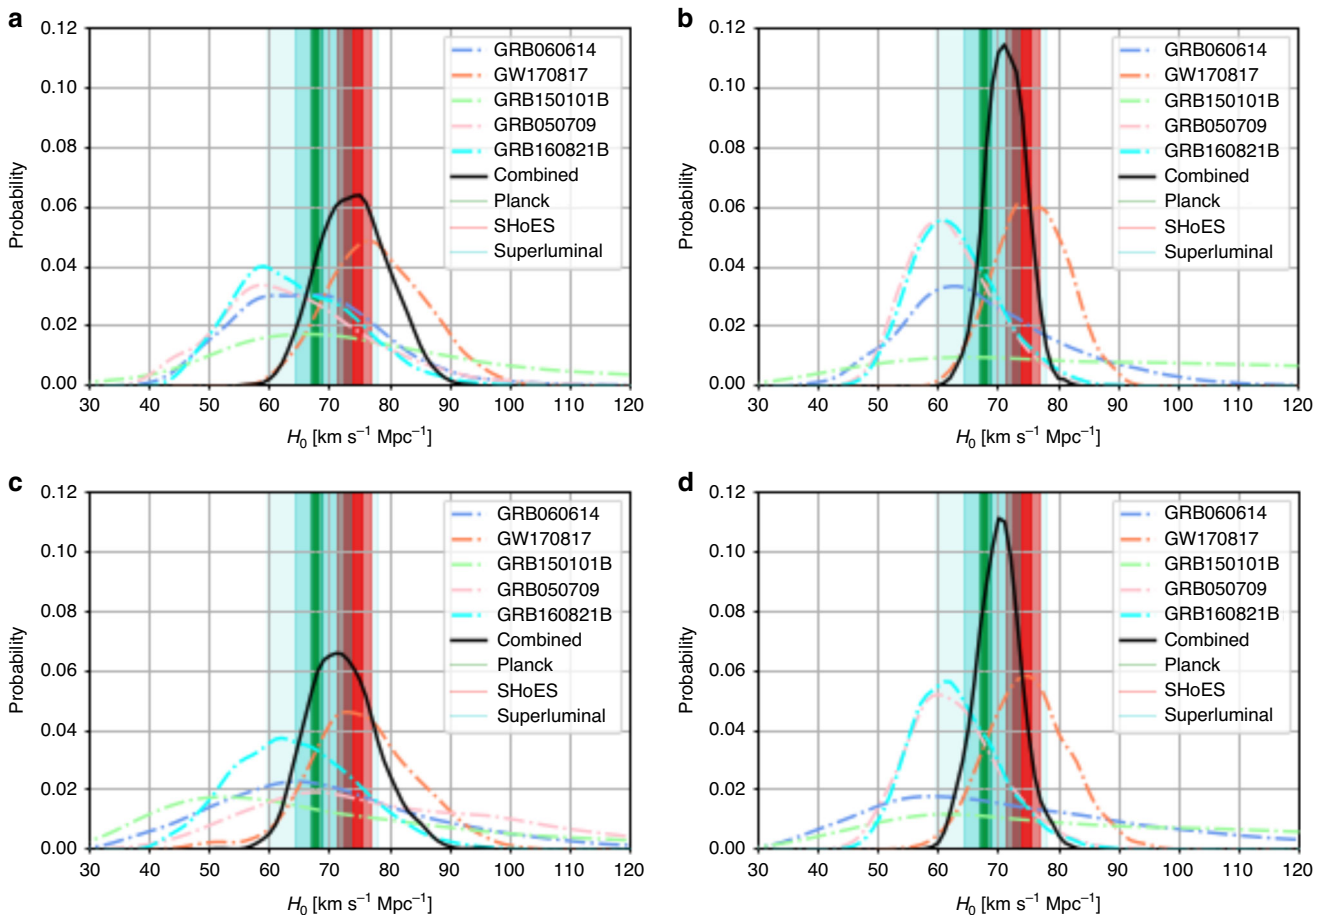 a
0.12
0.10
0.08
0.06
0.04
0.02
0.00
Probability
30 40 50 60 70 80 90 100 110 120
H0 [km s−1 Mpc−1]
GRB060614
GW170817
GRB150101B
GRB050709
GRB160821B
Combined
Planck
SHoES
Superluminal
b
0.12
0.10
0.08
0.06
0.04
0.02
0.00
Probability
30 40 50 60 70 80 90 100 110 120
H0 [km s−1 Mpc−1]
GRB060614
GW170817
GRB150101B
GRB050709
GRB160821B
Combined
Planck
SHoES
Superluminal
c
0.12
0.10
0.08
0.06
0.04
0.02
0.00
Probability
30 40 50 60 70 80 90 100 110 120
H0 [km s−1 Mpc−1]
GRB060614
GW170817
GRB150101B
GRB050709
GRB160821B
Combined
Planck
SHoES
Superluminal
d
0.12
0.10
0.08
0.06
0.04
0.02
0.00
Probability
30 40 50 60 70 80 90 100 110 120
H0 [km s−1 Mpc−1]
GRB060614
GW170817
GRB150101B
GRB050709
GRB160821B
Combined
Planck
SHoES
Superluminal